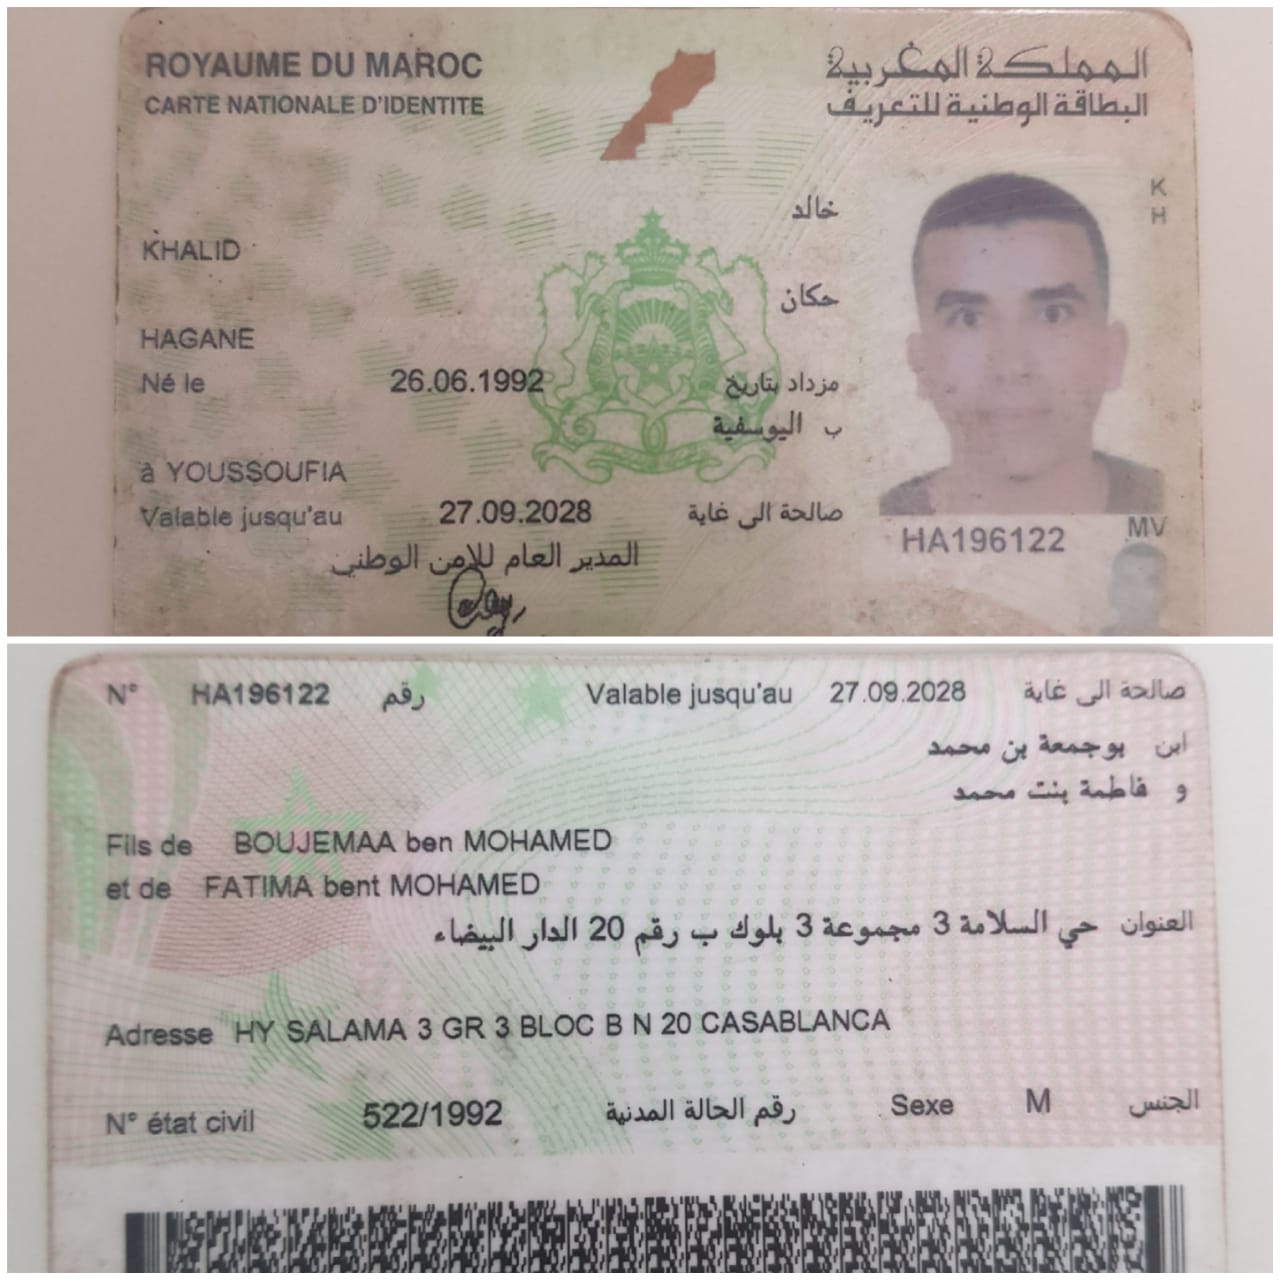 ROYAUME DU MAROC
المملكة المغربية
CARTE NATIONALE D'IDENTITE
البطاقة الوطنية للتعريف
K
H
خالد
KHALID
حكان
HAGANE
Né le 26.06.1992 مزداد بتاريخ
ب اليوسفية
à YOUSSOUFIA
Valable jusqu'au 27.09.2028 صالحة الى غاية
MV
HA196122
المدير العام للامن الوطني
N° HA196122 رقم Valable jusqu'au 27.09.2028 صالحة الى غاية
ابن بوجمعة بن محمد
و فاطمة بنت محمد
Fils de BOUJEMAA ben MOHAMED
et de FATIMA bent MOHAMED
العنوان حي السلامة 3 مجموعة 3 بلوك ب رقم 20 الدار البيضاء
Adresse HY SALAMA 3 GR 3 BLOC B N 20 CASABLANCA
N° état civil 522/1992 رقم الحالة المدنية Sexe M الجنس